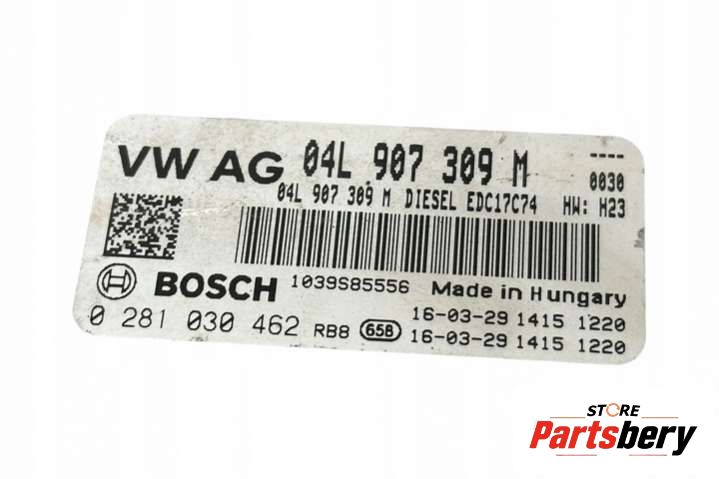 VW AG 04L 907 309 M ----
04L 907 309 M DIESEL EDC17C74 0030
HW: H23
BOSCH 1039S85556 Made in Hungary
0 281 030 462 RB8 658 16-03-29 1415 1220
16-03-29 1415 1220
STORE
Partsbery